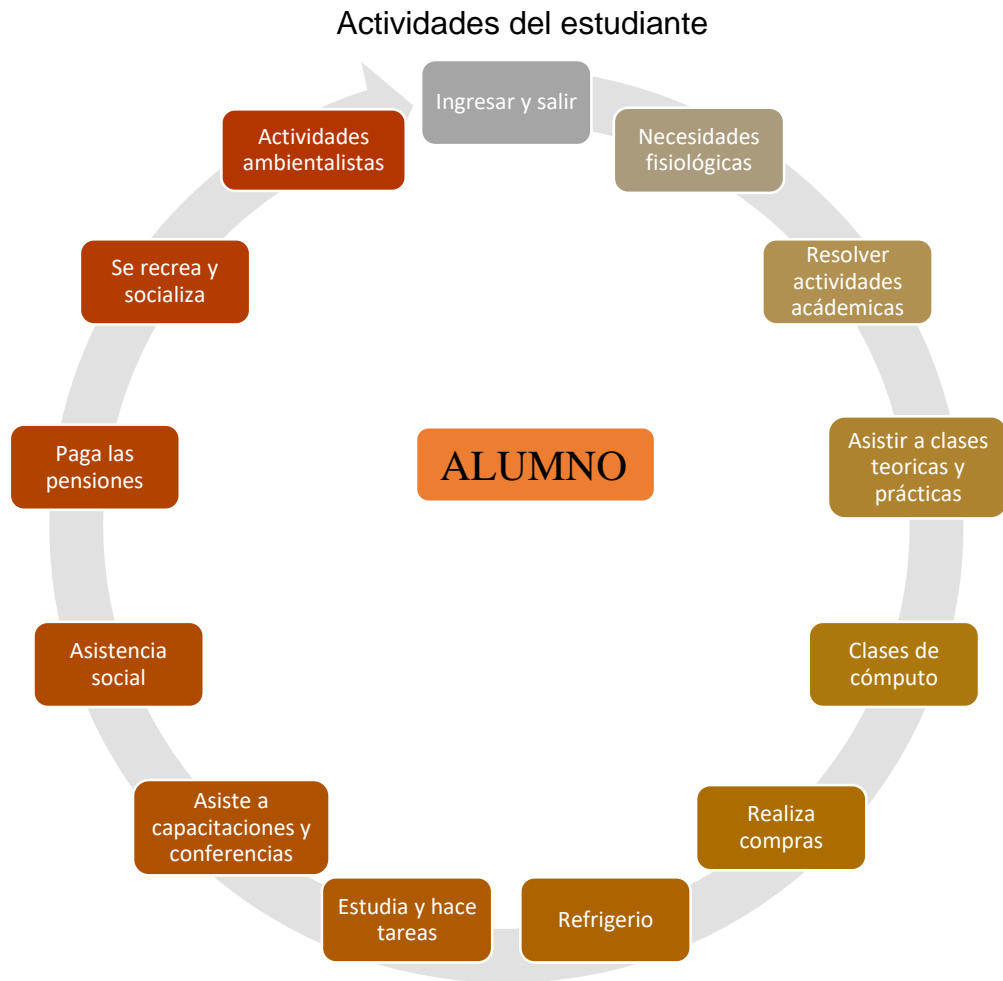 Actividades del estudiante
Ingresar y salir
Necesidades
fisiológicas
Resolver
actividades
acádemicas
Asistir a clases
teoricas y
prácticas
Clases de
cómputo
Realiza
compras
Refrigerio
Estudia y hace
tareas
Asiste a
capacitaciones y
conferencias
Asistencia
social
Paga las
pensiones
Se recrea y
socializa
Actividades
ambientalistas
ALUMNO